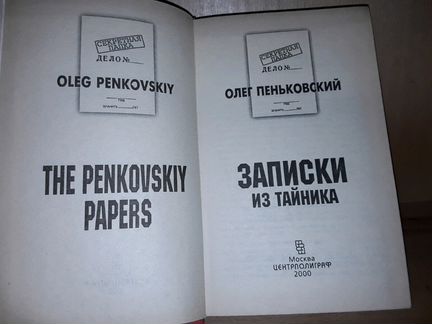 СЕКРЕТНАЯ
ПАПКА
ДЕЛО №
OLEG PENKOVSKIY
THE PENKOVSKIY
PAPERS
СЕКРЕТНАЯ
ПАПКА
ДЕЛО №
ОЛЕГ ПЕНЬКОВСКИЙ
ЗАПИСКИ
ИЗ ТАЙНИКА
Москва
ЦЕНТРПОЛИГРАФ
2000